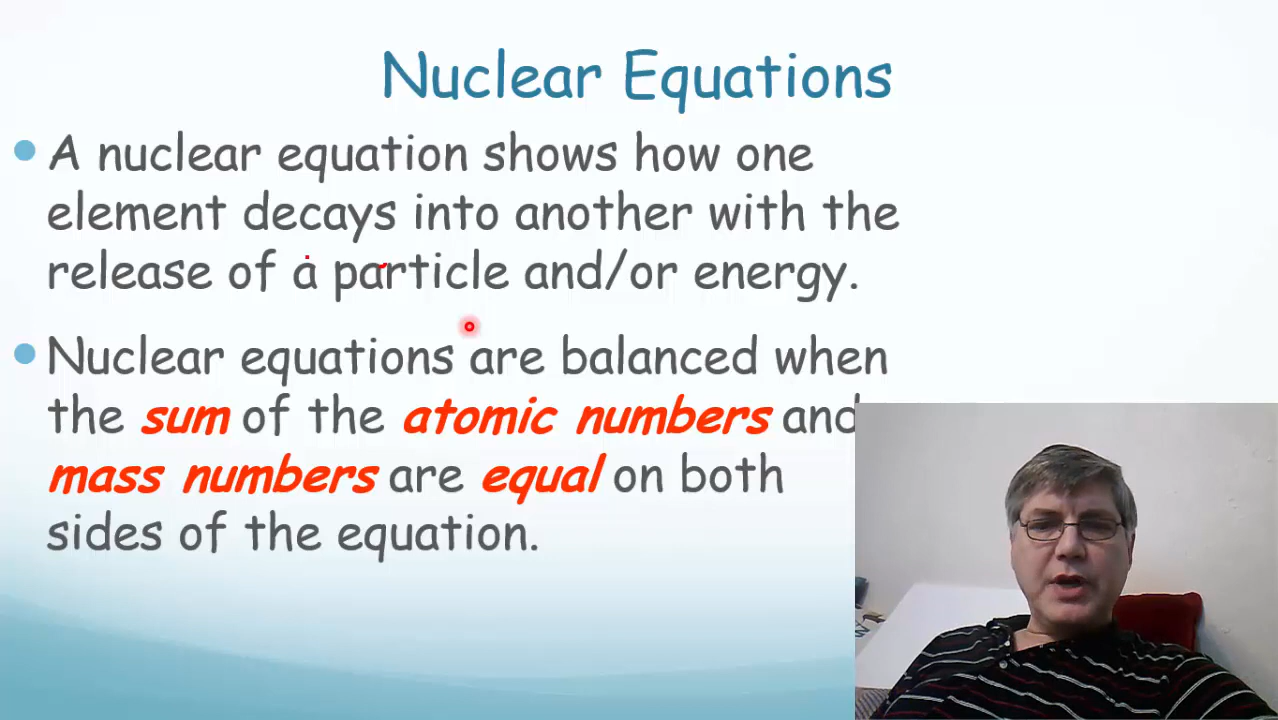 Nuclear Equations
A nuclear equation shows how one
element decays into another with the
release of a particle and/or energy.
Nuclear equations are balanced when
the sum of the atomic numbers and
mass numbers are equal on both
sides of the equation.